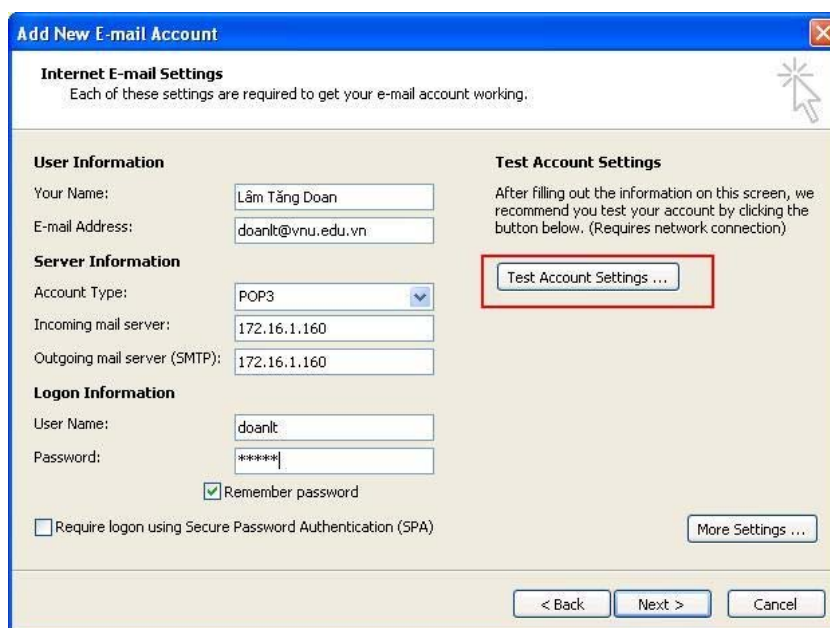 Add New E-mail Account
Internet E-mail Settings
Each of these settings are required to get your e-mail account working.
User Information
Your Name: Lâm Tăng Doan
E-mail Address: doanlt@vnu.edu.vn
Server Information
Account Type: POP3
Incoming mail server: 172.16.1.160
Outgoing mail server (SMTP): 172.16.1.160
Logon Information
User Name: doanlt
Password: *****
Remember password
Require logon using Secure Password Authentication (SPA)
Test Account Settings
After filling out the information on this screen, we
recommend you test your account by clicking the
button below. (Requires network connection)
Test Account Settings ...
More Settings ...
< Back Next > Cancel